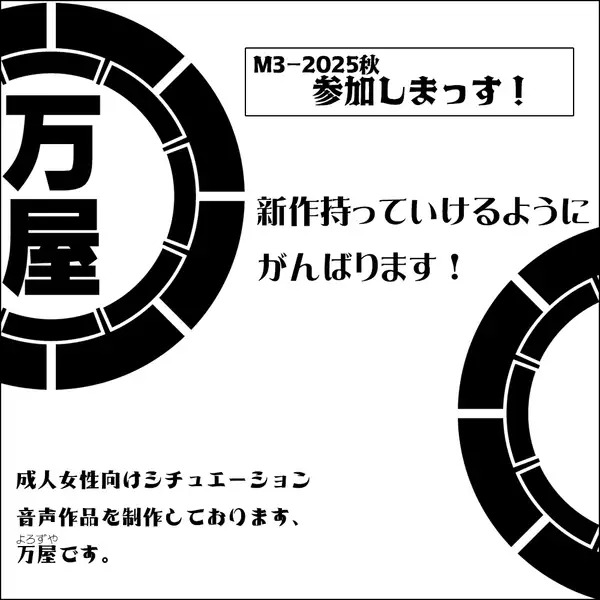 万屋
M3-2025秋
参加しまっす！
新作持っていけるように
がんばります！
成人女性向けシチュエーション
音声作品を制作しております、
よろずや
万屋です。